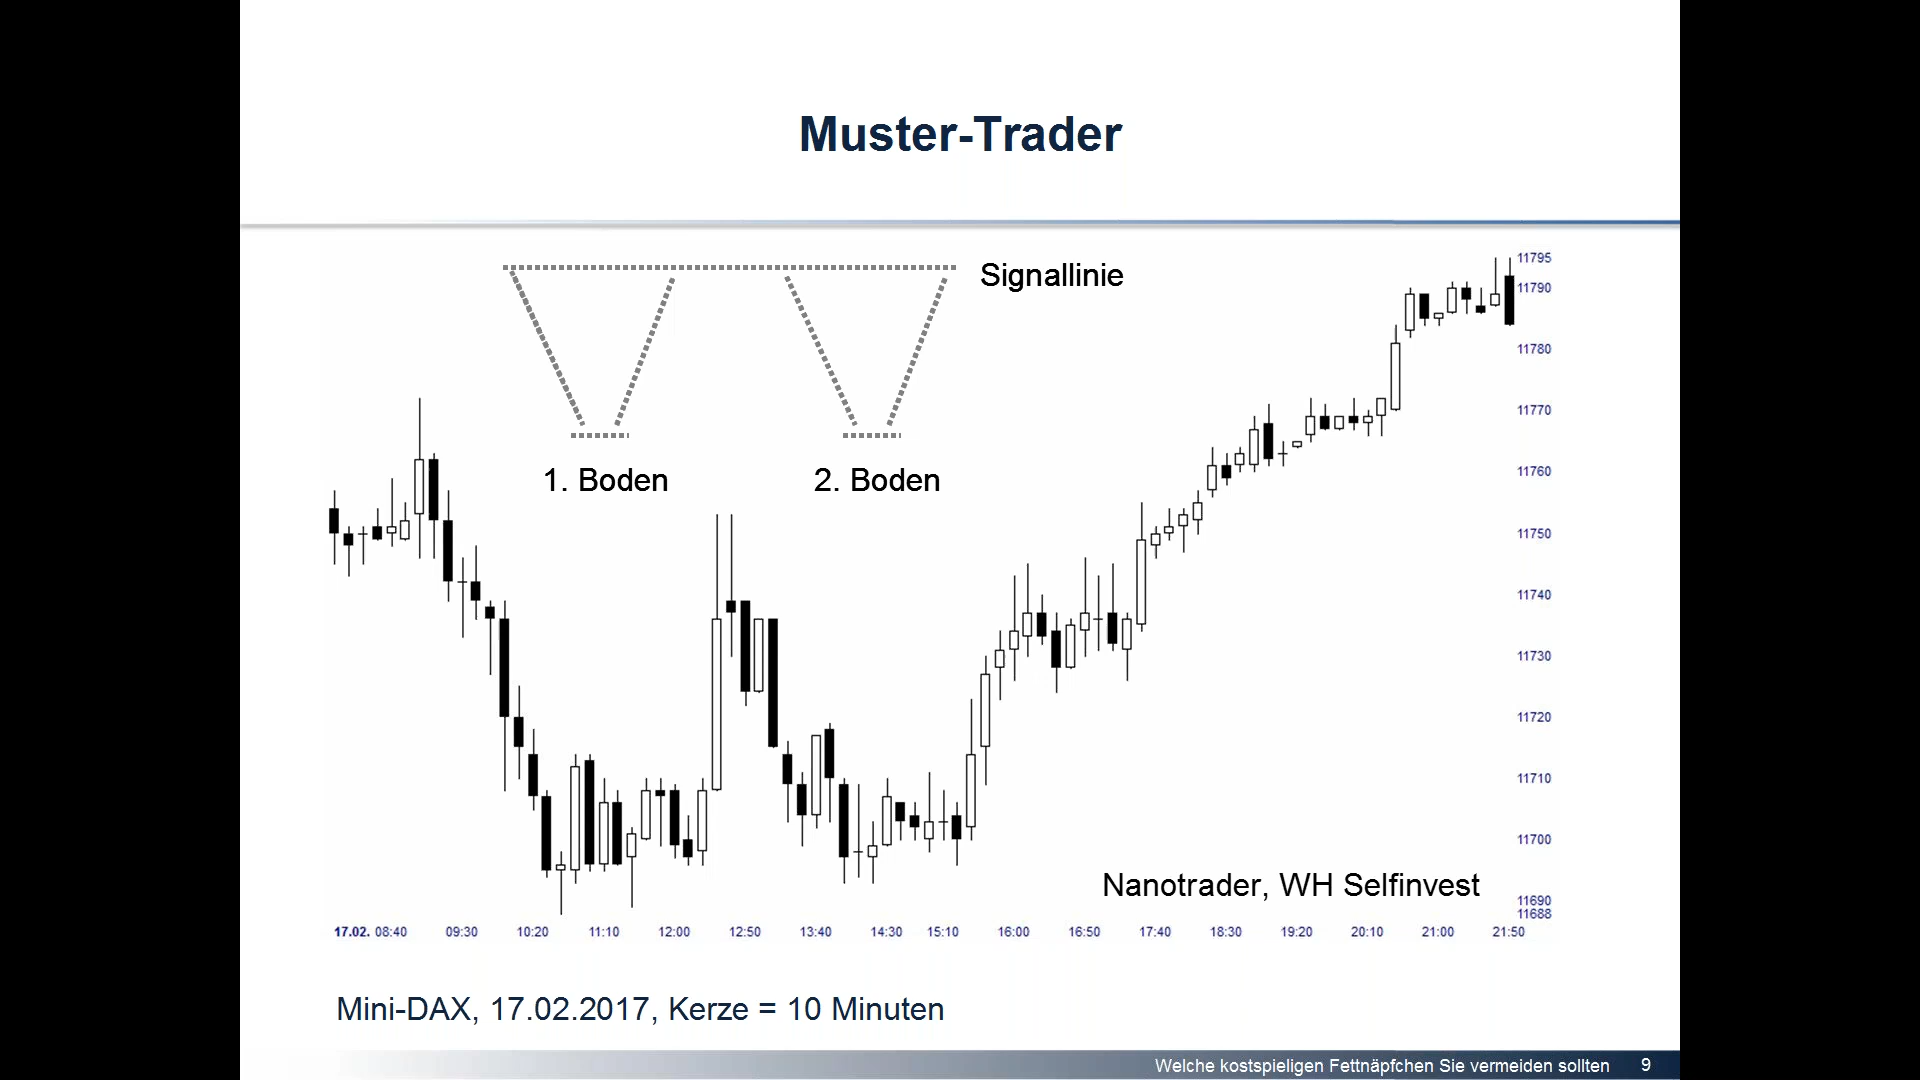 Muster-Trader
Signallinie
1. Boden
2. Boden
11795
11790
11780
11770
11760
11750
11740
11730
11720
11710
11700
11690
11688
Nanotrader, WH Selfinvest
17.02. 08:40 09:30 10:20 11:10 12:00 12:50 13:40 14:30 15:10 16:00 16:50 17:40 18:30 19:20 20:10 21:00 21:50
Mini-DAX, 17.02.2017, Kerze = 10 Minuten
Welche kostspieligen Fettnäpfchen Sie vermeiden sollten 9